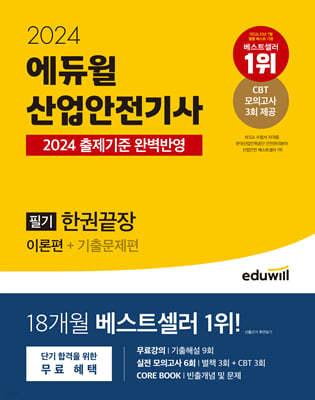 2024
에듀윌
산업안전기사
2024 출제기준 완벽반영
베스트셀러
1위
CBT
모의고사
3회 제공
필기 한권끝장
이론편 + 기출문제편
eduwill
18개월 베스트셀러 1위!
단기 합격을 위한
무료 혜택
무료강의 | 기출해설 9회
실전 모의고사 6회 | 별책 3회 + CBT 3회
CORE BOOK | 빈출개념 및 문제